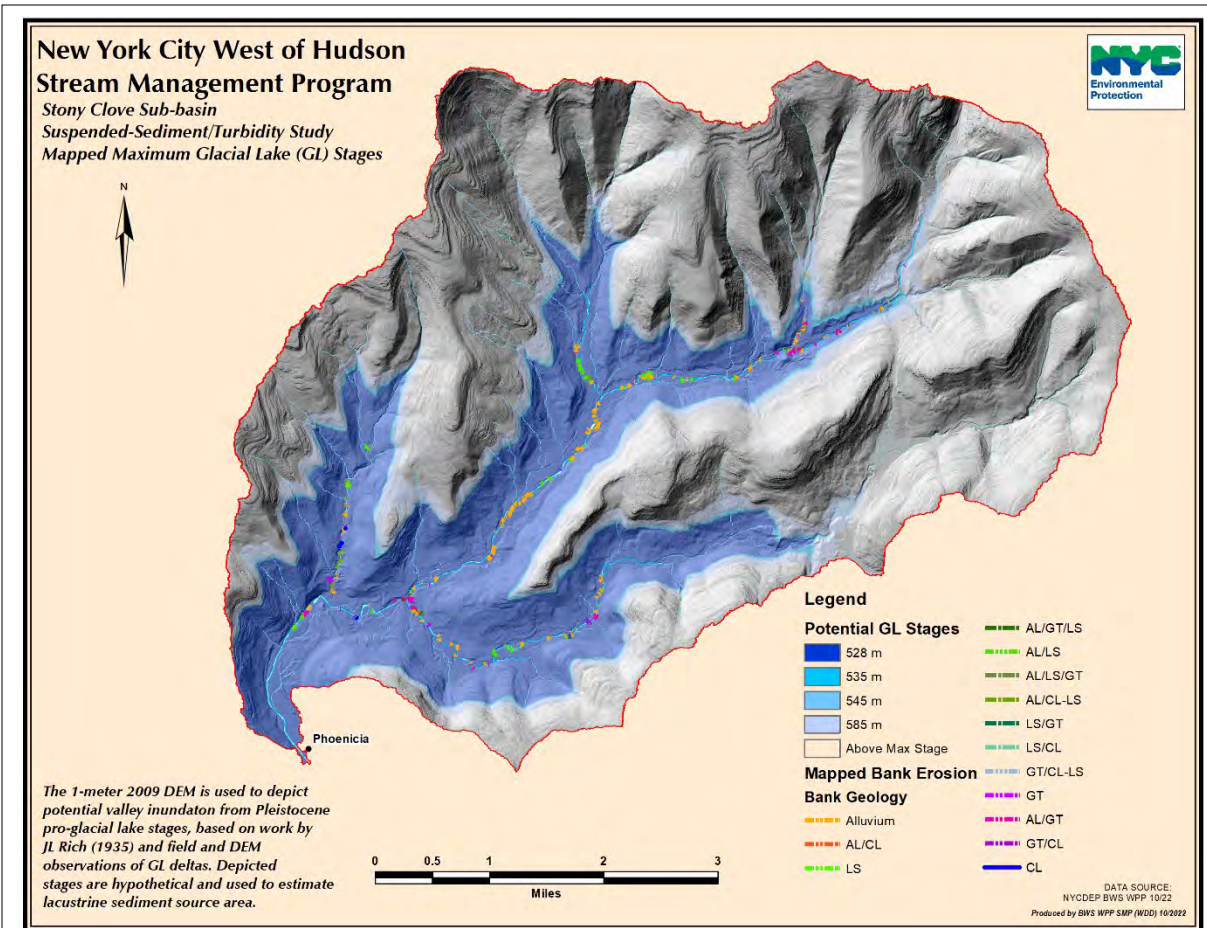 New York City West of Hudson
Stream Management Program
Stony Clove Sub-basin
Suspended-Sediment/Turbidity Study
Mapped Maximum Glacial Lake (GL) Stages
NYC
Environmental
Protection
N
Phoenicia
The 1-meter 2009 DEM is used to depict
potential valley inundaton from Pleistocene
pro-glacial lake stages, based on work by
JL Rich (1935) and field and DEM
observations of GL deltas. Depicted
stages are hypothetical and used to estimate
lacustrine sediment source area.
0 0.5 1 2 3
Miles
Legend
Potential GL Stages
528 m
535 m
545 m
585 m
Above Max Stage
Mapped Bank Erosion
Bank Geology
Alluvium
AL/CL
LS
AL/GT/LS
AL/LS
AL/LS/GT
AL/CL-LS
LS/GT
LS/CL
GT/CL-LS
GT
AL/GT
GT/CL
CL
DATA SOURCE:
NYCDEP BWS WPP 10/22
Produced by BWS WPP SMP (WDD) 10/2022